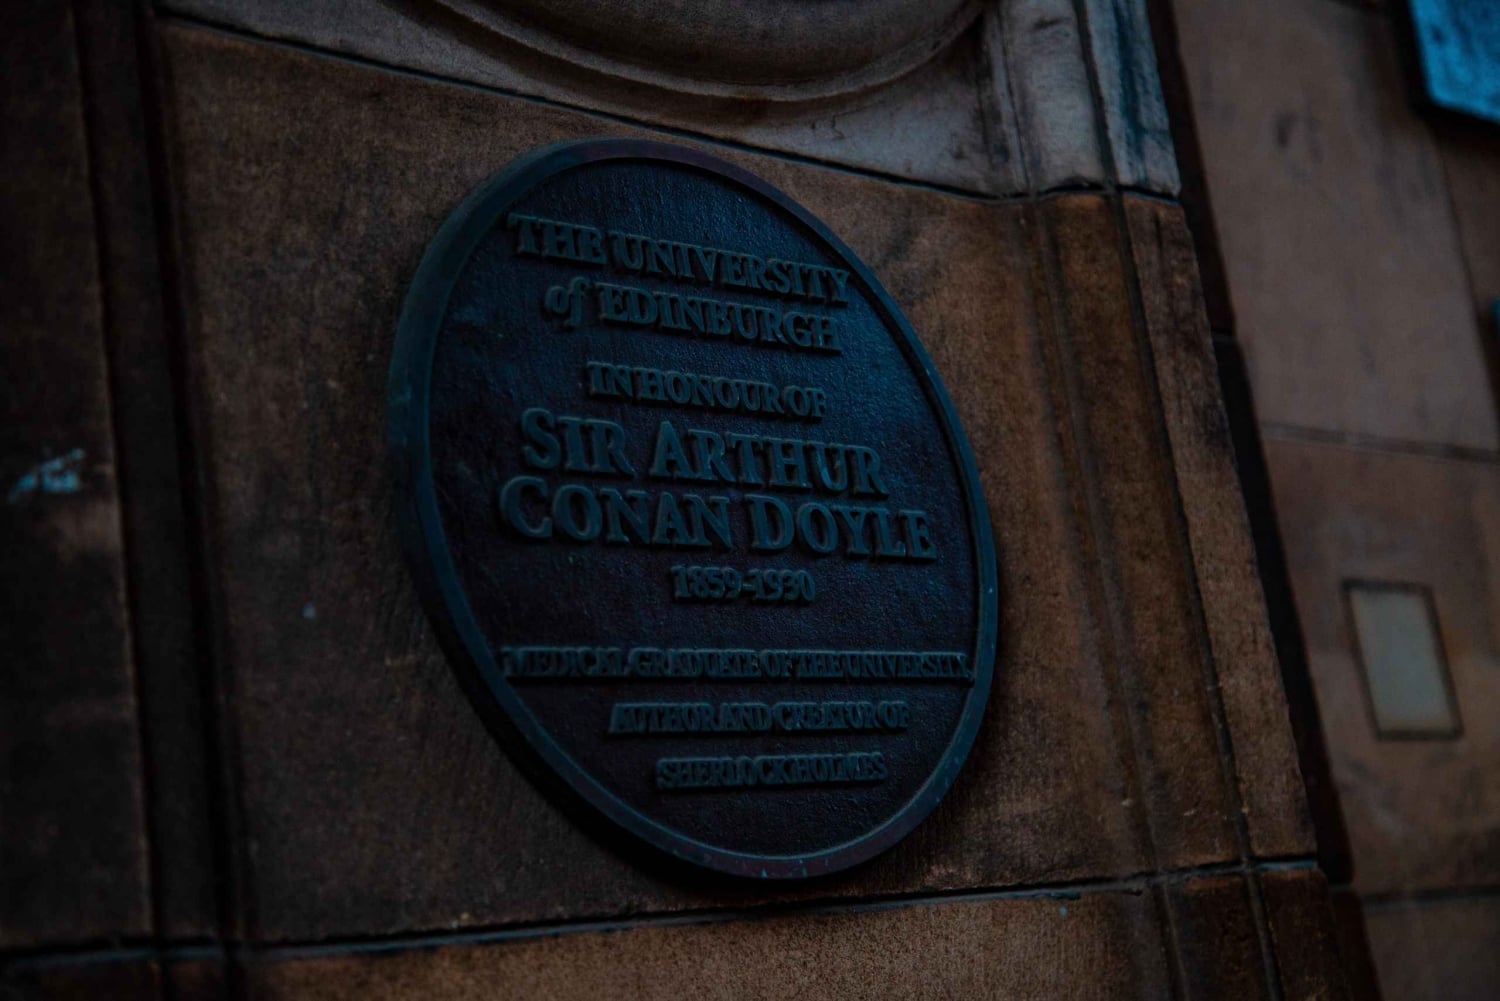 THE UNIVERSITY
of EDINBURGH
IN HONOUR OF
SIR ARTHUR
CONAN DOYLE
1859-1930
MEDICAL GRADUATE OF THE UNIVERSITY,
AUTHOR AND CREATOR OF
SHERLOCK HOLMES